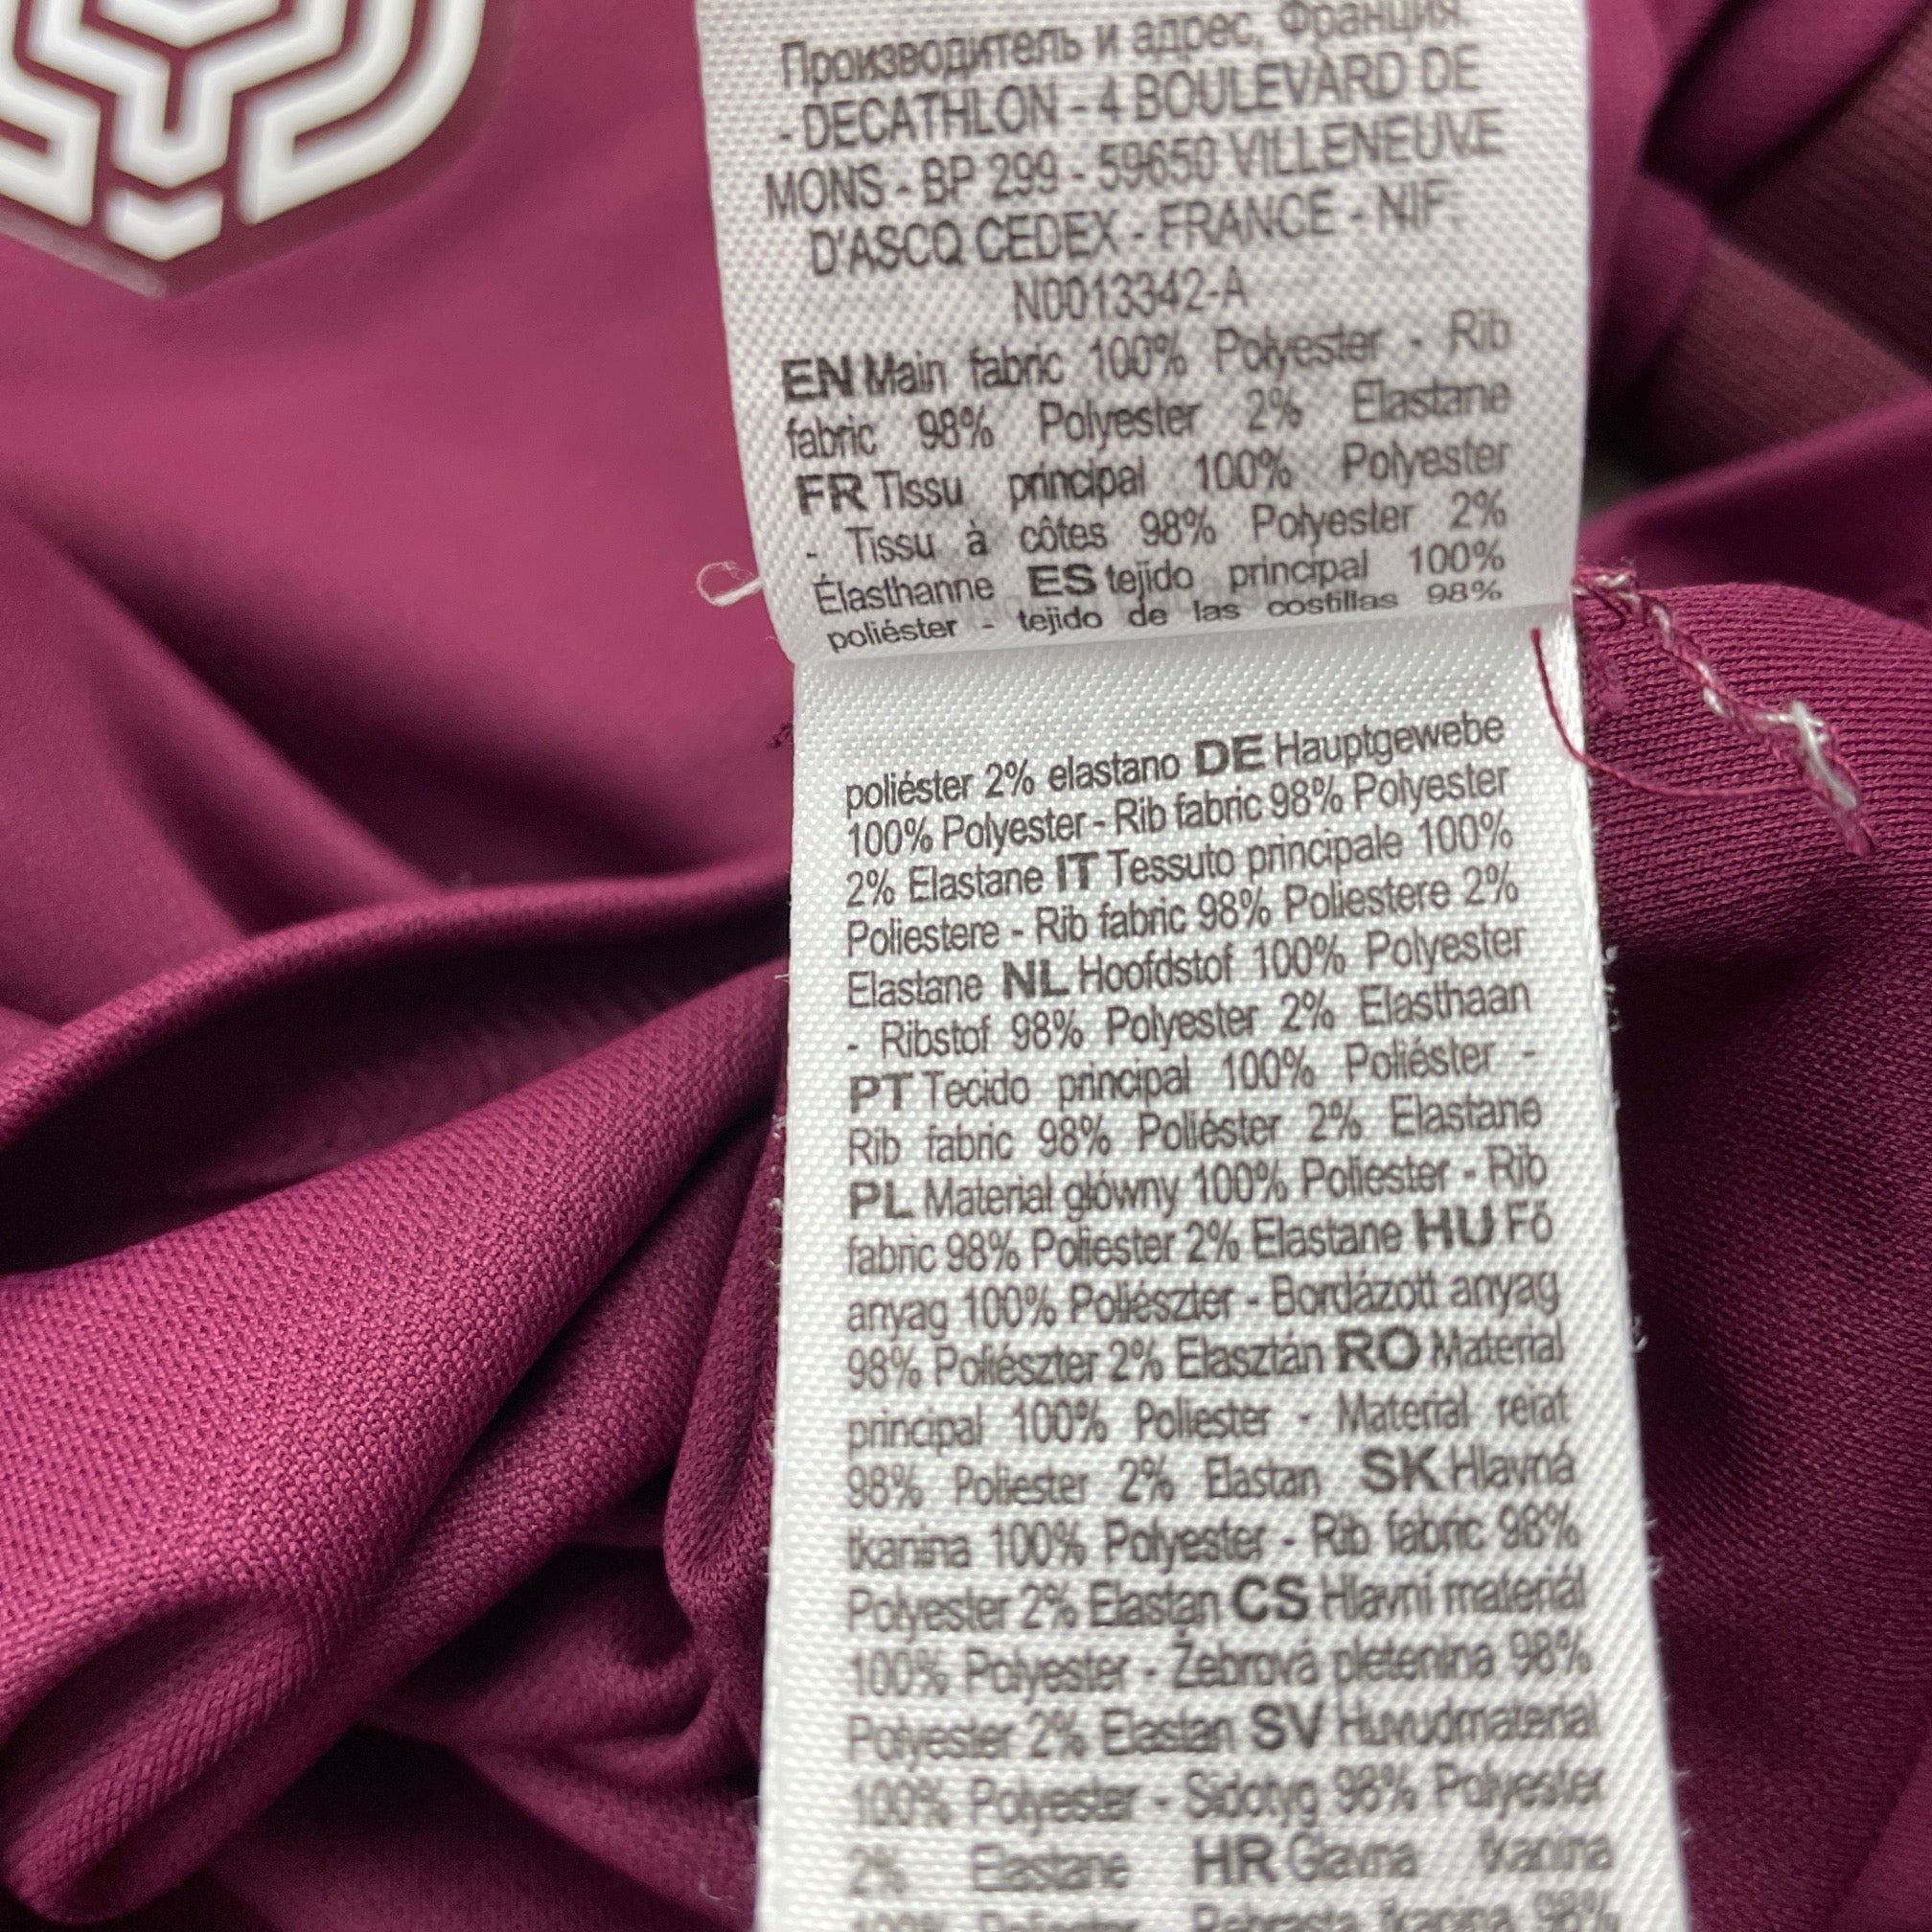 Производитель и адрес, Франция
- DECATHLON - 4 BOULEVARD DE
MONS - BP 299 - 59650 VILLENEUVE
D'ASCQ CEDEX - FRANCE - NIF:
N0013342-A
EN Main fabric 100% Polyester - Rib
fabric 98% Polyester 2% Elastane
FR Tissu principal 100% Polyester
- Tissu à côtes 98% Polyester 2%
Élasthanne ES tejido principal 100%
poliéster - tejido de las costillas 98%
poliéster 2% elastano DE Hauptgewebe
100% Polyester - Rib fabric 98% Polyester
2% Elastane IT Tessuto principale 100%
Poliestere - Rib fabric 98% Poliestere 2%
Elastane NL Hoofdstof 100% Polyester
- Ribstof 98% Polyester 2% Elasthaan
PT Tecido principal 100% Poliéster -
Rib fabric 98% Poliéster 2% Elastane
PL Materiał główny 100% Poliester - Rib
fabric 98% Poliester 2% Elastane HU Fő
anyag 100% Poliészter - Bordázott anyag
98% Poliészter 2% Elasztán RO Material
principal 100% Poliester - Material reiat
98% Poliester 2% Elastan SK Hlavná
tkanina 100% Polyester - Rib fabric 98%
Polyester 2% Elastan CS Hlavní materiál
100% Polyester - Žebrová pletenina 98%
Polyester 2% Elastan SV Huvudmaterial
100% Polyester - Sidotyg 98% Polyester
2% Elastane HR Glavna tkanina
100% Poliester - Rebrasta tkanina 98%